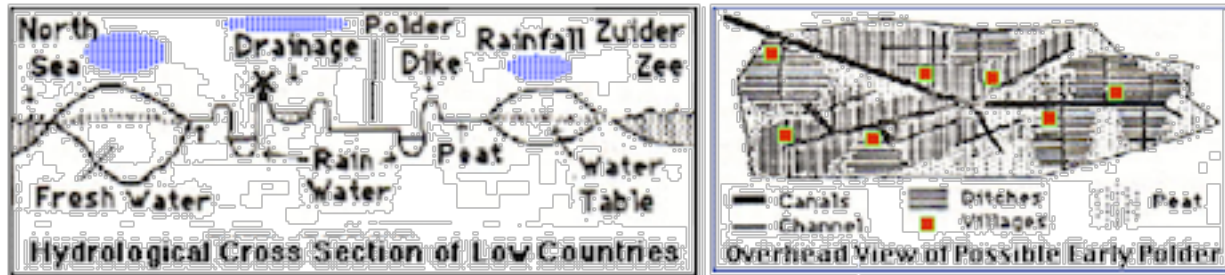 North
Sea
Drainage
Polder
Dike
Rainfall
Zuider
Zee
Fresh Water
Rain
Water
Peat
Water
Table
Hydrological Cross Section of Low Countries
Canals
Channel
Ditches
Villages
Peat
Overhead View of Possible Early Polder